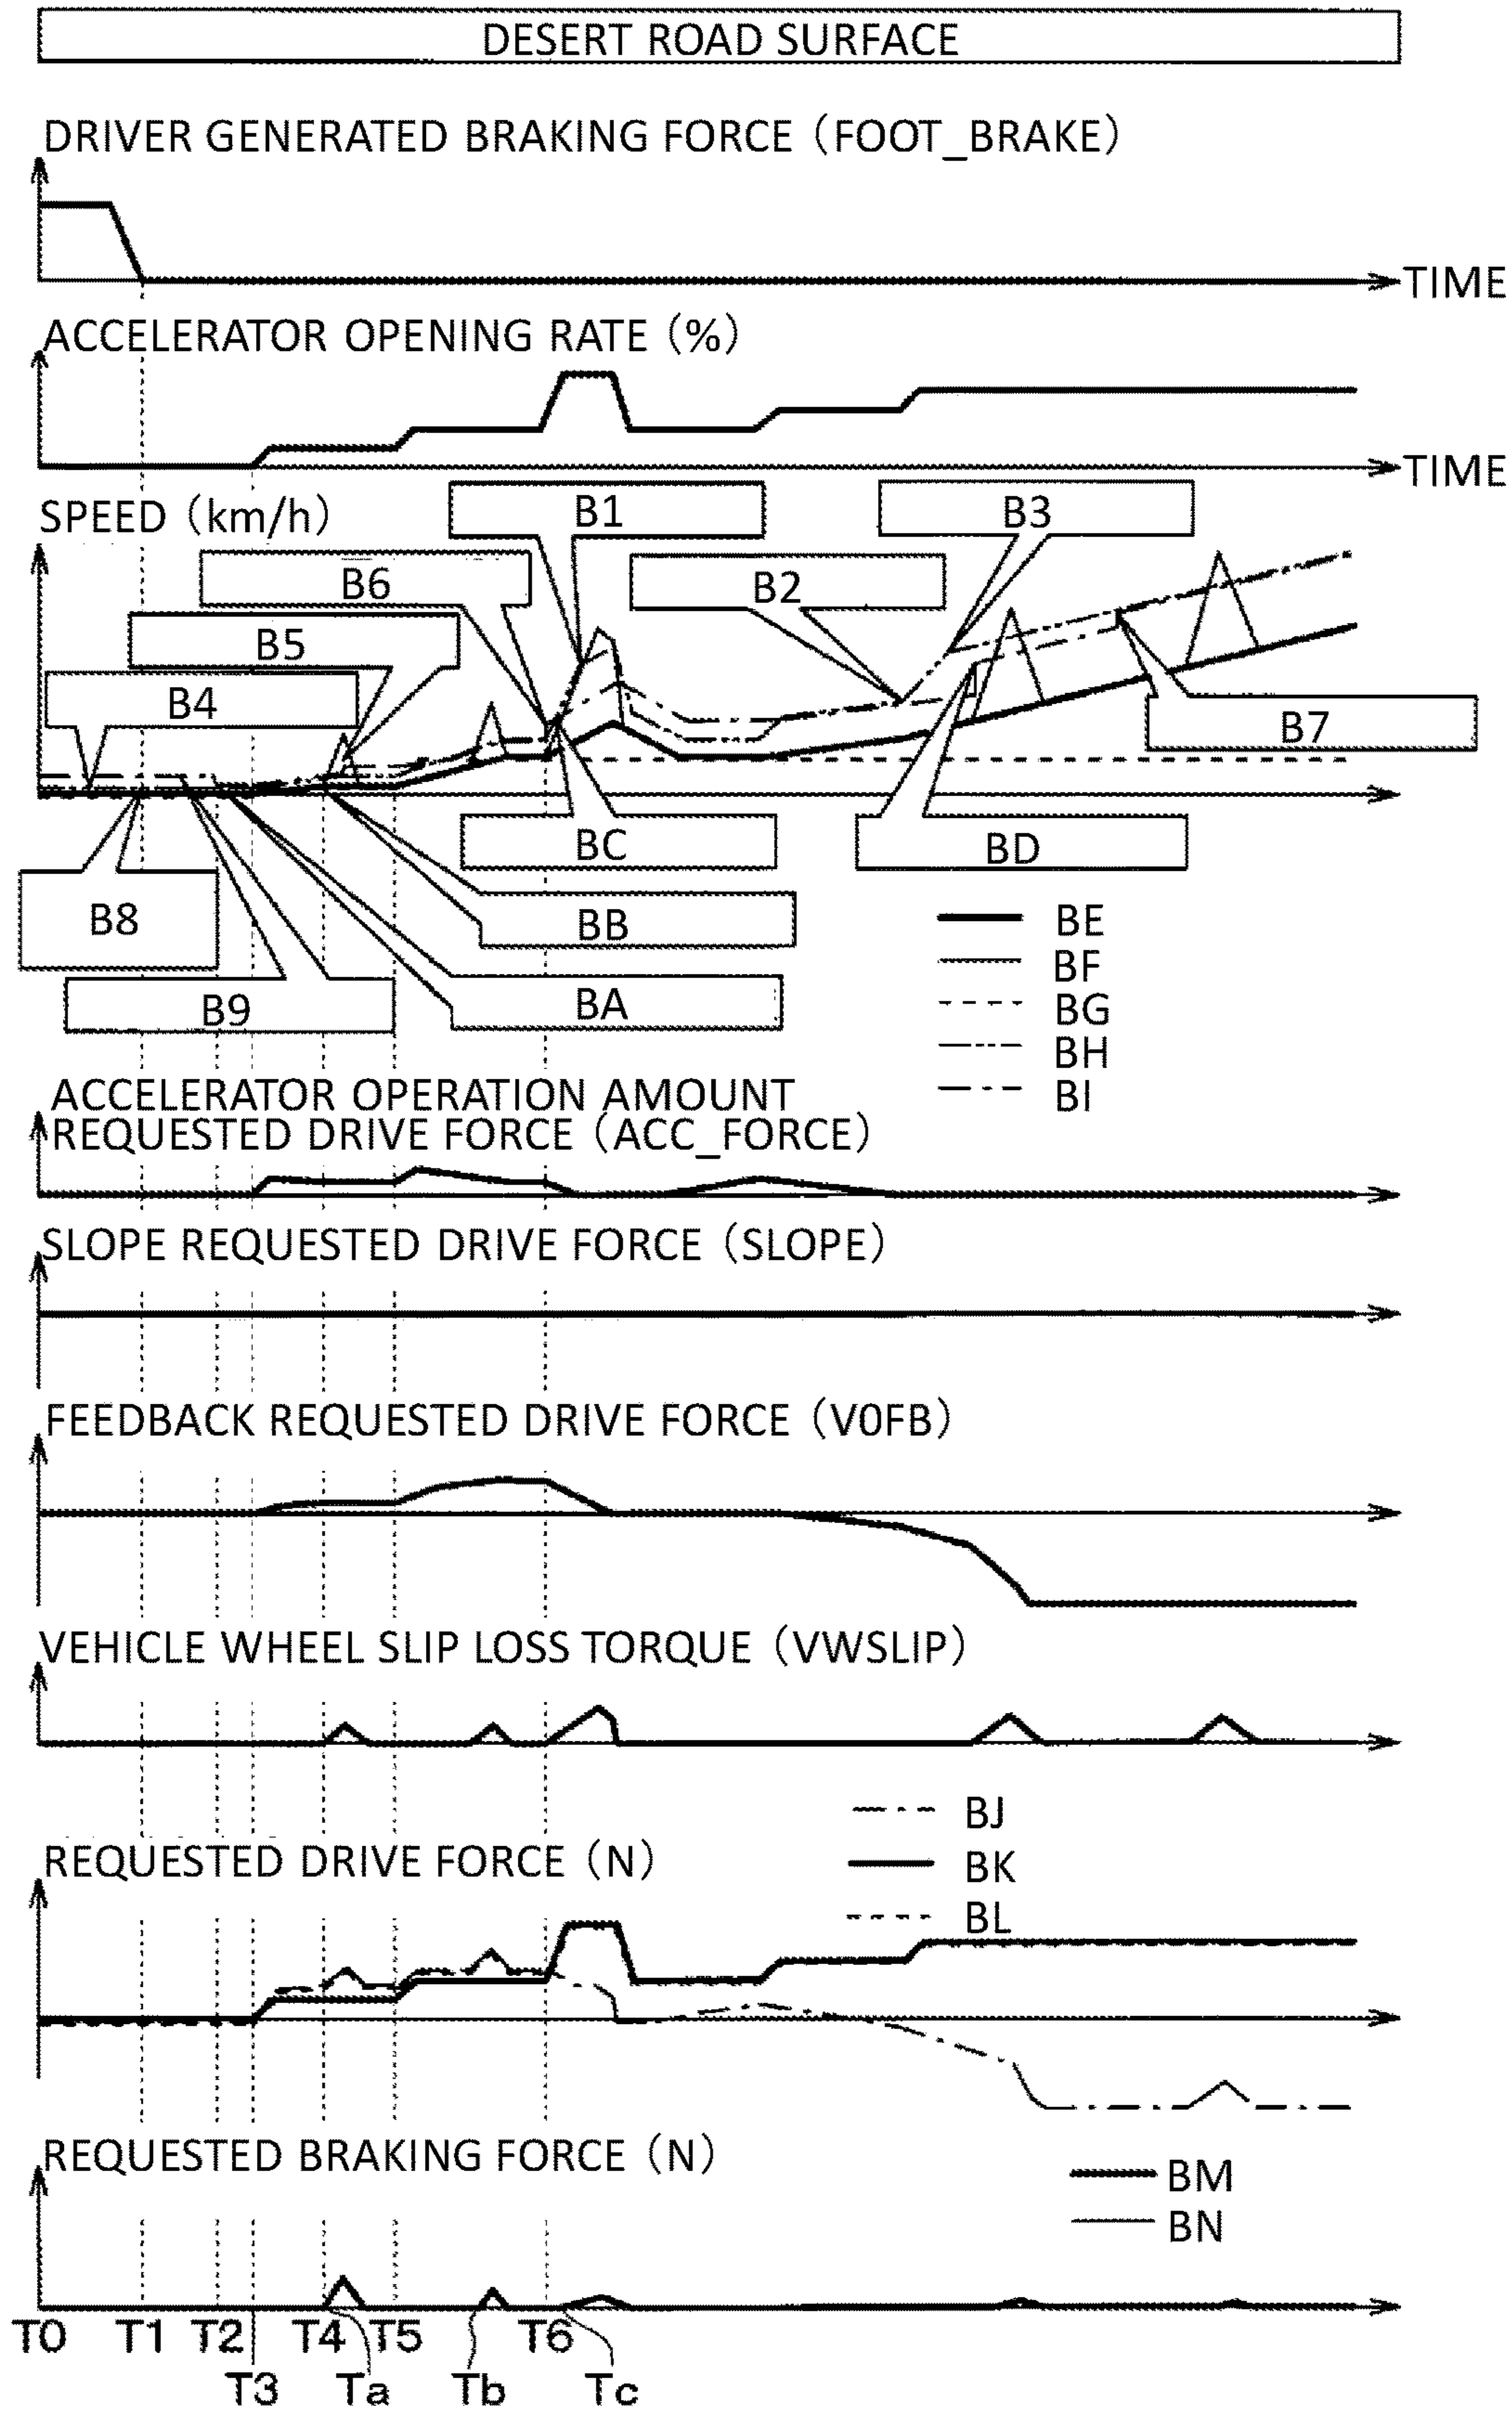 DESERT ROAD SURFACE
DRIVER GENERATED BRAKING FORCE (FOOT_BRAKE)
TIME
ACCELERATOR OPENING RATE (%)
TIME
SPEED (km/h)
B1
B3
B6
B2
B5
B4
B7
BC
BD
B8
BB
BE
BF
B9
BA
BG
BH
BI
ACCELERATOR OPERATION AMOUNT
REQUESTED DRIVE FORCE (ACC_FORCE)
SLOPE REQUESTED DRIVE FORCE (SLOPE)
FEEDBACK REQUESTED DRIVE FORCE (V0FB)
VEHICLE WHEEL SLIP LOSS TORQUE (VWSLIP)
BJ
REQUESTED DRIVE FORCE (N)
BK
BL
REQUESTED BRAKING FORCE (N)
BM
BN
T0 T1 T2 T4 T5 T6
T3 Ta Tb Tc